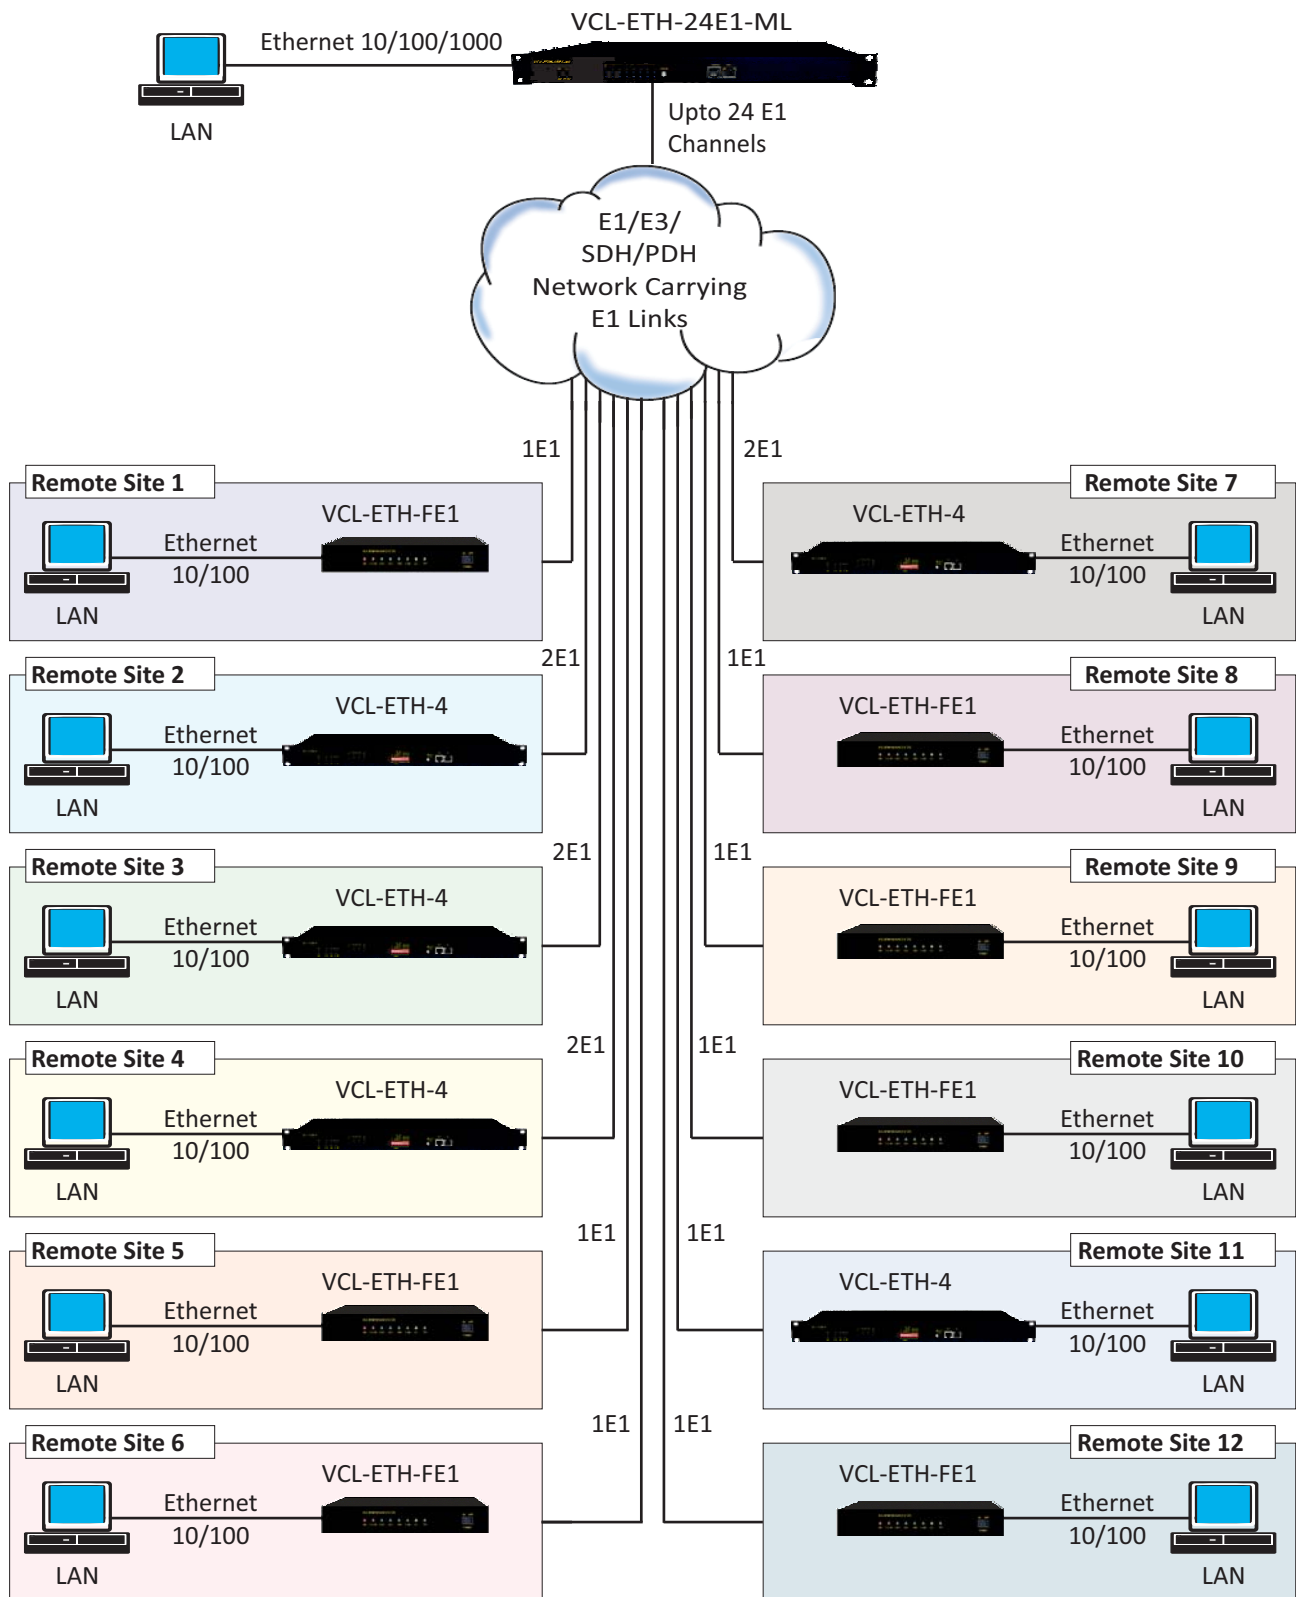 VCL-ETH-24E1-ML
Ethernet 10/100/1000
LAN
Upto 24 E1
Channels
E1/E3/
SDH/PDH
Network Carrying
E1 Links
1E1
2E1
Remote Site 1
VCL-ETH-FE1
Ethernet
10/100
LAN
Remote Site 7
VCL-ETH-4
Ethernet
10/100
LAN
2E1
1E1
Remote Site 2
VCL-ETH-4
Ethernet
10/100
LAN
Remote Site 8
VCL-ETH-FE1
Ethernet
10/100
LAN
2E1
1E1
Remote Site 3
VCL-ETH-4
Ethernet
10/100
LAN
Remote Site 9
VCL-ETH-FE1
Ethernet
10/100
LAN
2E1
1E1
Remote Site 4
VCL-ETH-4
Ethernet
10/100
LAN
Remote Site 10
VCL-ETH-FE1
Ethernet
10/100
LAN
1E1
1E1
Remote Site 5
VCL-ETH-FE1
Ethernet
10/100
LAN
Remote Site 11
VCL-ETH-4
Ethernet
10/100
LAN
1E1
1E1
Remote Site 6
VCL-ETH-FE1
Ethernet
10/100
LAN
Remote Site 12
VCL-ETH-FE1
Ethernet
10/100
LAN